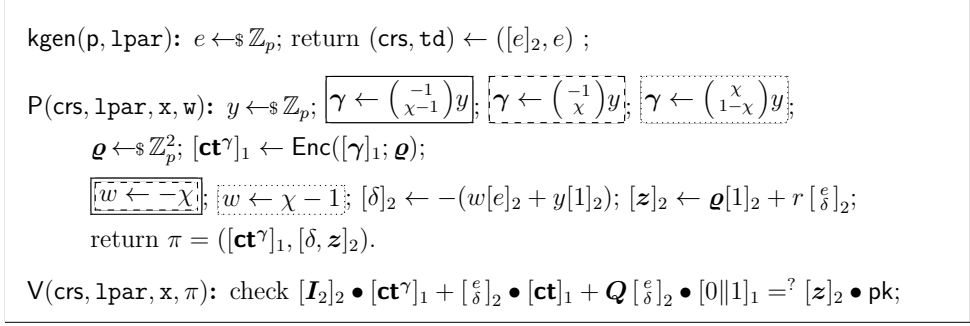 kgen(p, lpar): e ←$ ℤ_p; return (crs, td) ← ([e]_2, e) ;
P(crs, lpar, x, w): y ←$ ℤ_p; γ ← (−1 χ−1) y; γ ← (−1 χ) y; γ ← (χ 1−χ) y;
ϱ ←$ ℤ_p^2; [ct^γ]_1 ← Enc([γ]_1; ϱ);
w ← −χ; w ← χ − 1; [δ]_2 ← −(w[e]_2 + y[1]_2); [z]_2 ← ϱ[1]_2 + r [e δ]_2;
return π = ([ct^γ]_1, [δ, z]_2).
V(crs, lpar, x, π): check [I_2]_2 • [ct^γ]_1 + [e δ]_2 • [ct]_1 + Q [e δ]_2 • [0‖1]_1 =^? [z]_2 • pk;